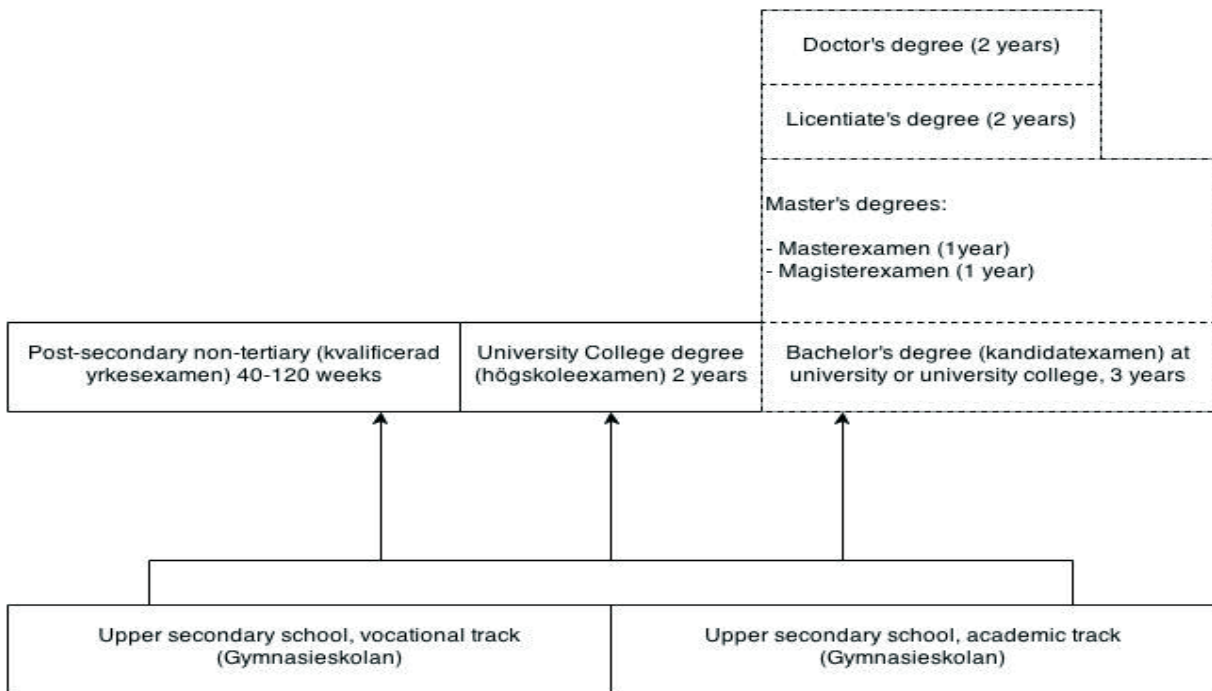 Doctor's degree (2 years)
Licentiate's degree (2 years)
Master's degrees:
- Masterexamen (1year)
- Magisterexamen (1 year)
Post-secondary non-tertiary (kvalificerad
yrkesexamen) 40-120 weeks
University College degree
(högskoleexamen) 2 years
Bachelor's degree (kandidatexamen) at
university or university college, 3 years
Upper secondary school, vocational track
(Gymnasieskolan)
Upper secondary school, academic track
(Gymnasieskolan)